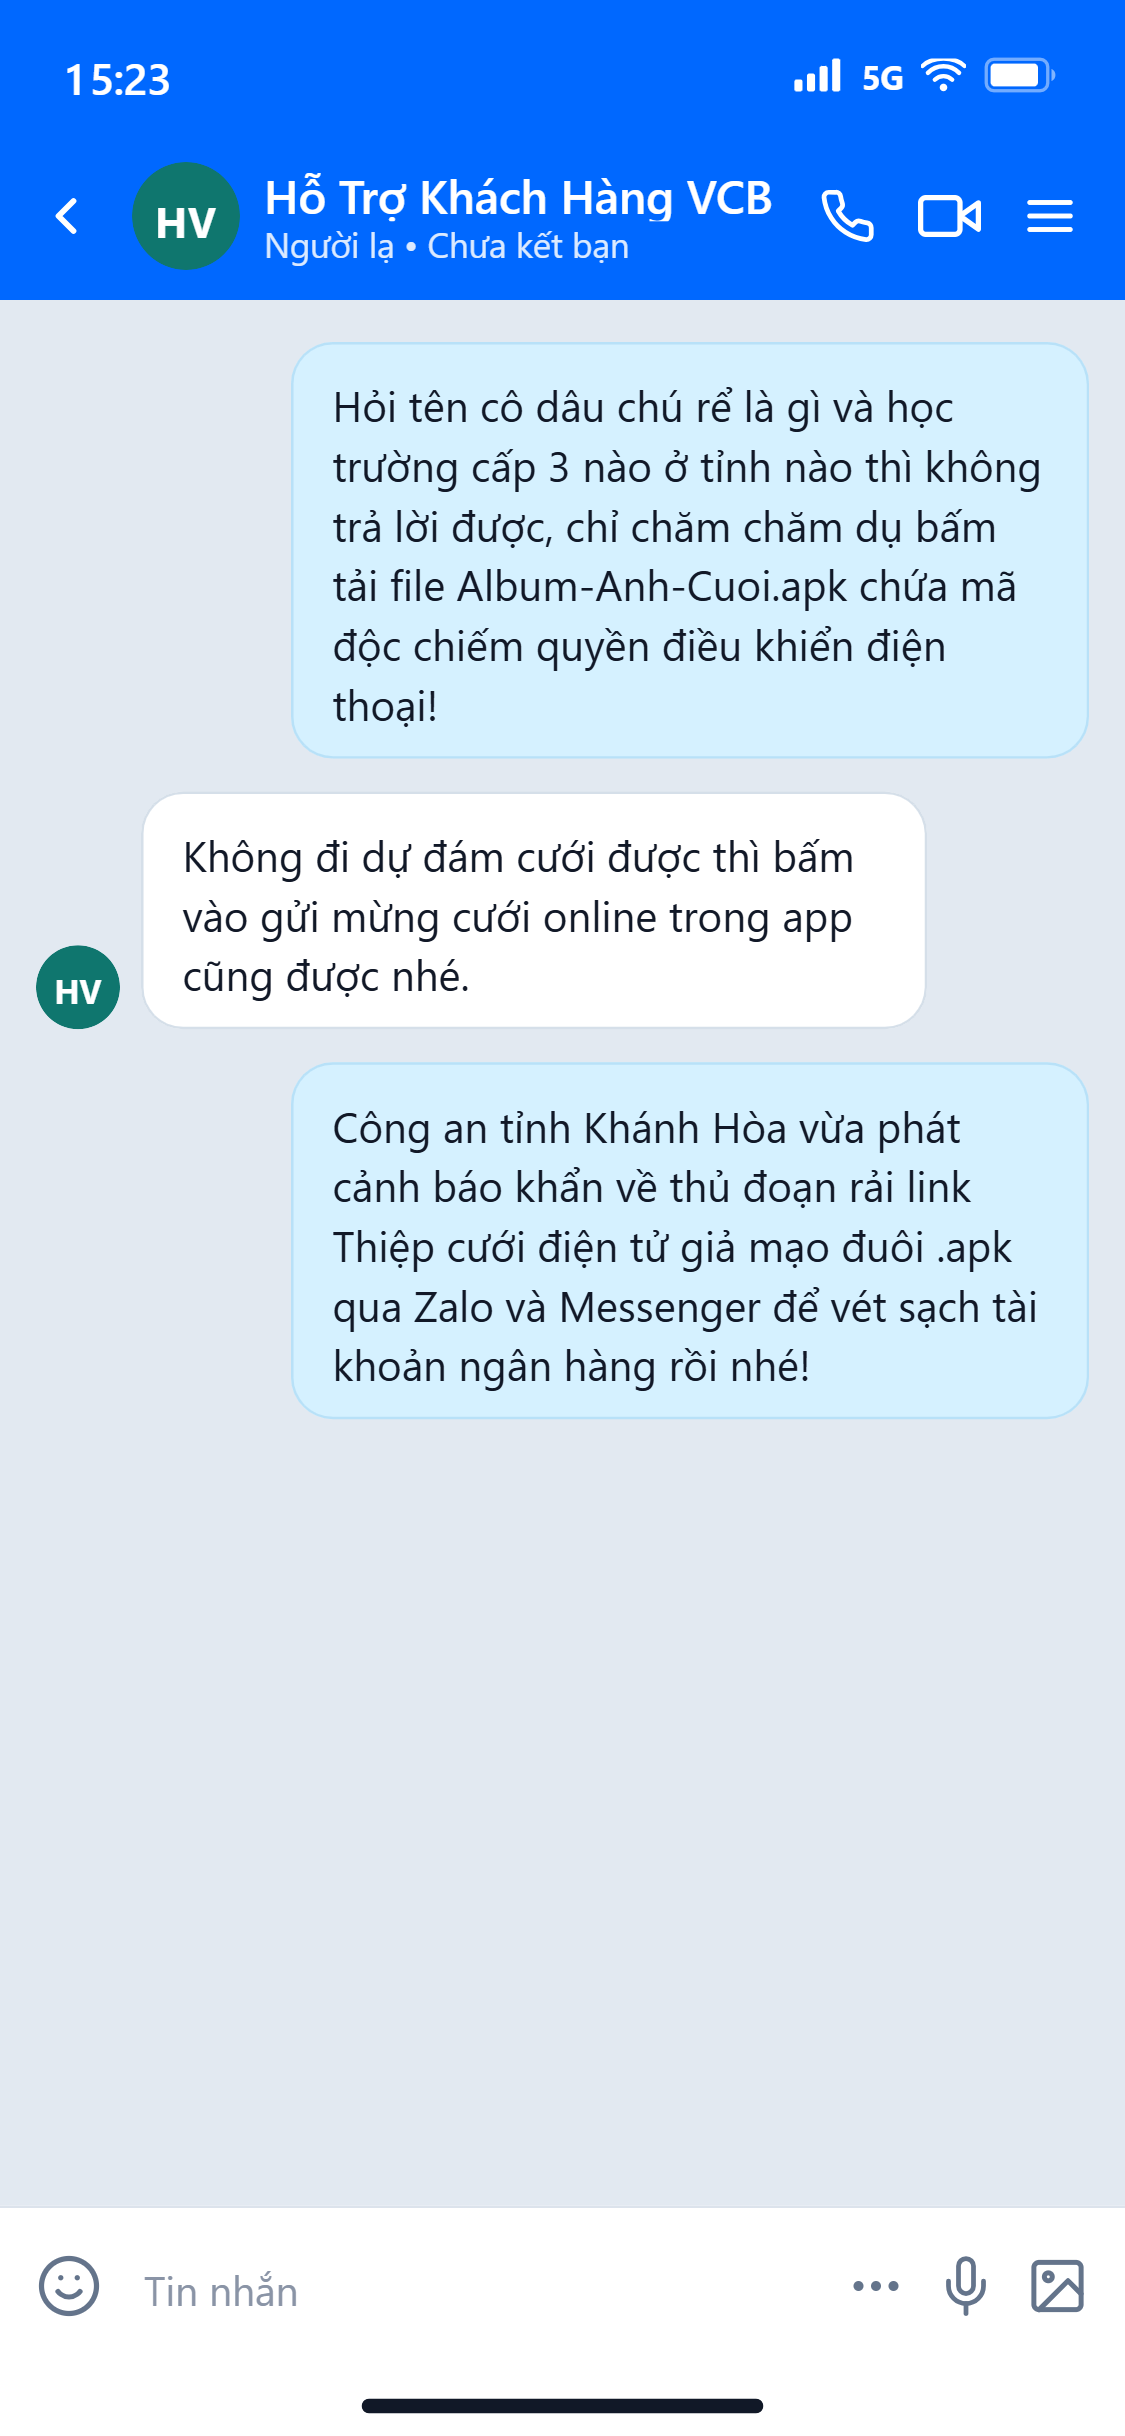 15:23
5G
HV
Hỗ Trợ Khách Hàng VCB
Người lạ • Chưa kết bạn
Hỏi tên cô dâu chú rể là gì và học
trường cấp 3 nào ở tỉnh nào thì không
trả lời được, chỉ chăm chăm dụ bấm
tải file Album-Anh-Cuoi.apk chứa mã
độc chiếm quyền điều khiển điện
thoại!
Không đi dự đám cưới được thì bấm
vào gửi mừng cưới online trong app
cũng được nhé.
HV
Công an tỉnh Khánh Hòa vừa phát
cảnh báo khẩn về thủ đoạn rải link
Thiệp cưới điện tử giả mạo đuôi .apk
qua Zalo và Messenger để vét sạch tài
khoản ngân hàng rồi nhé!
Tin nhắn